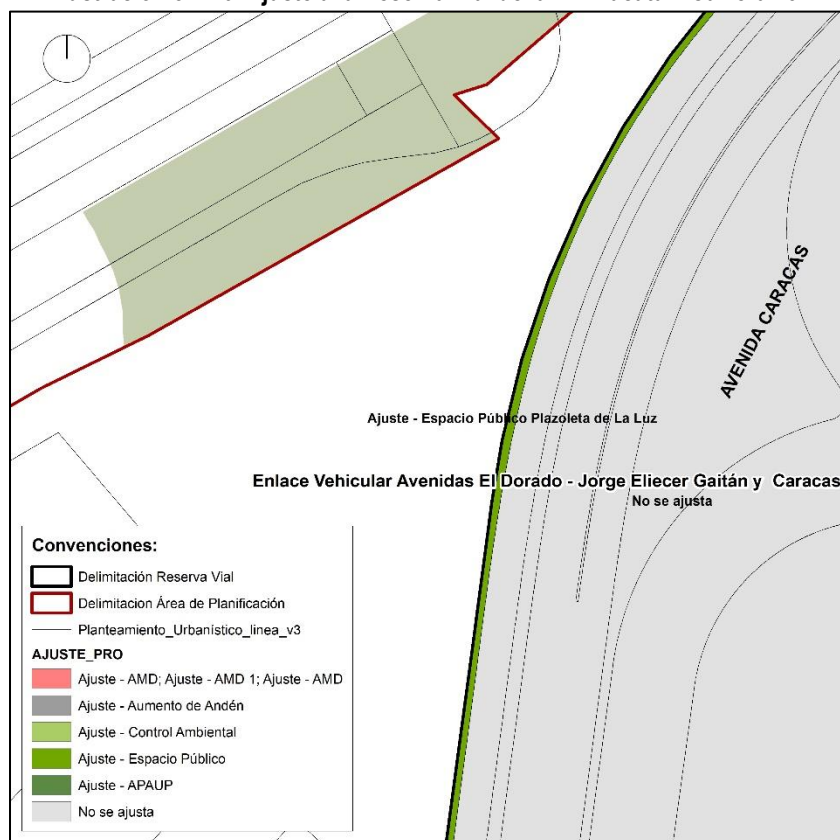 AVENIDA CARACAS
Ajuste - Espacio Público Plazoleta de La Luz
Enlace Vehicular Avenidas El Dorado - Jorge Eliecer Gaitán y Caracas
No se ajusta
Convenciones:
Delimitación Reserva Vial
Delimitacion Área de Planificación
Planteamiento_Urbanístico_linea_v3
AJUSTE_PRO
Ajuste - AMD; Ajuste - AMD 1; Ajuste - AMD
Ajuste - Aumento de Andén
Ajuste - Control Ambiental
Ajuste - Espacio Público
Ajuste - APAUP
No se ajusta